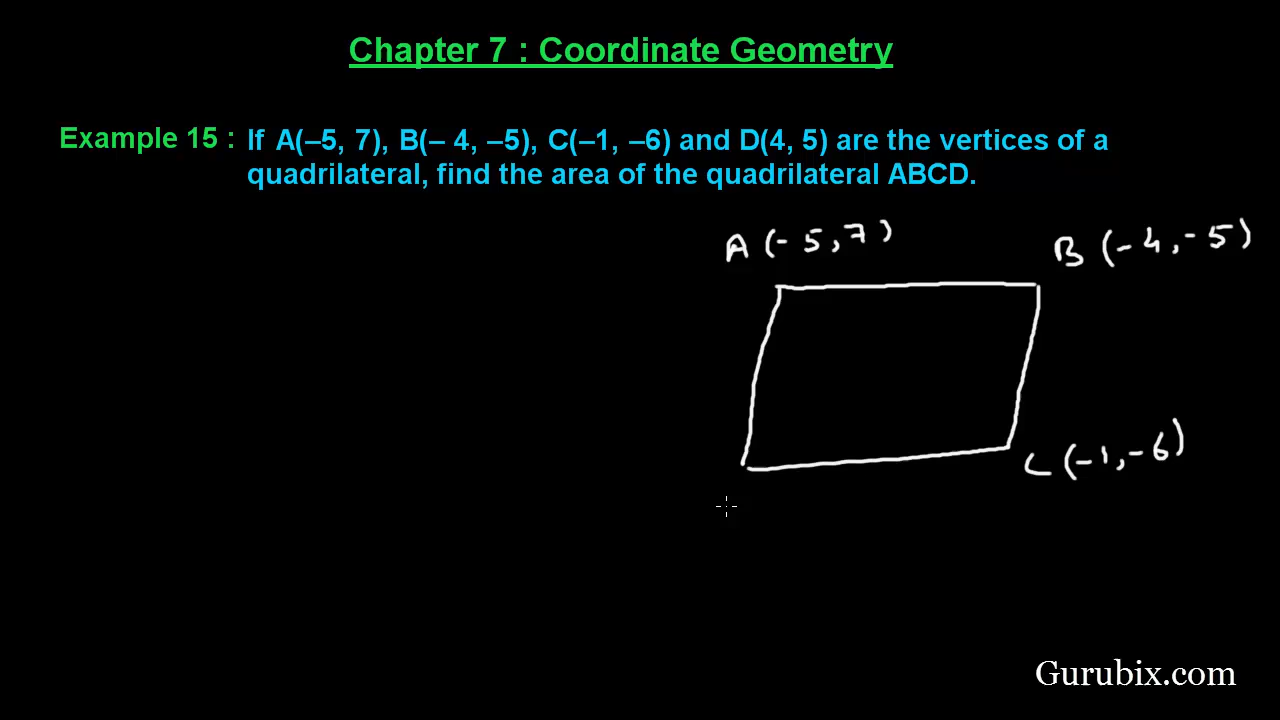 Chapter 7 : Coordinate Geometry
Example 15 : If A(–5, 7), B(– 4, –5), C(–1, –6) and D(4, 5) are the vertices of a
quadrilateral, find the area of the quadrilateral ABCD.
A (- 5, 7)
B (- 4, - 5)
C (- 1, - 6)
Gurubix.com